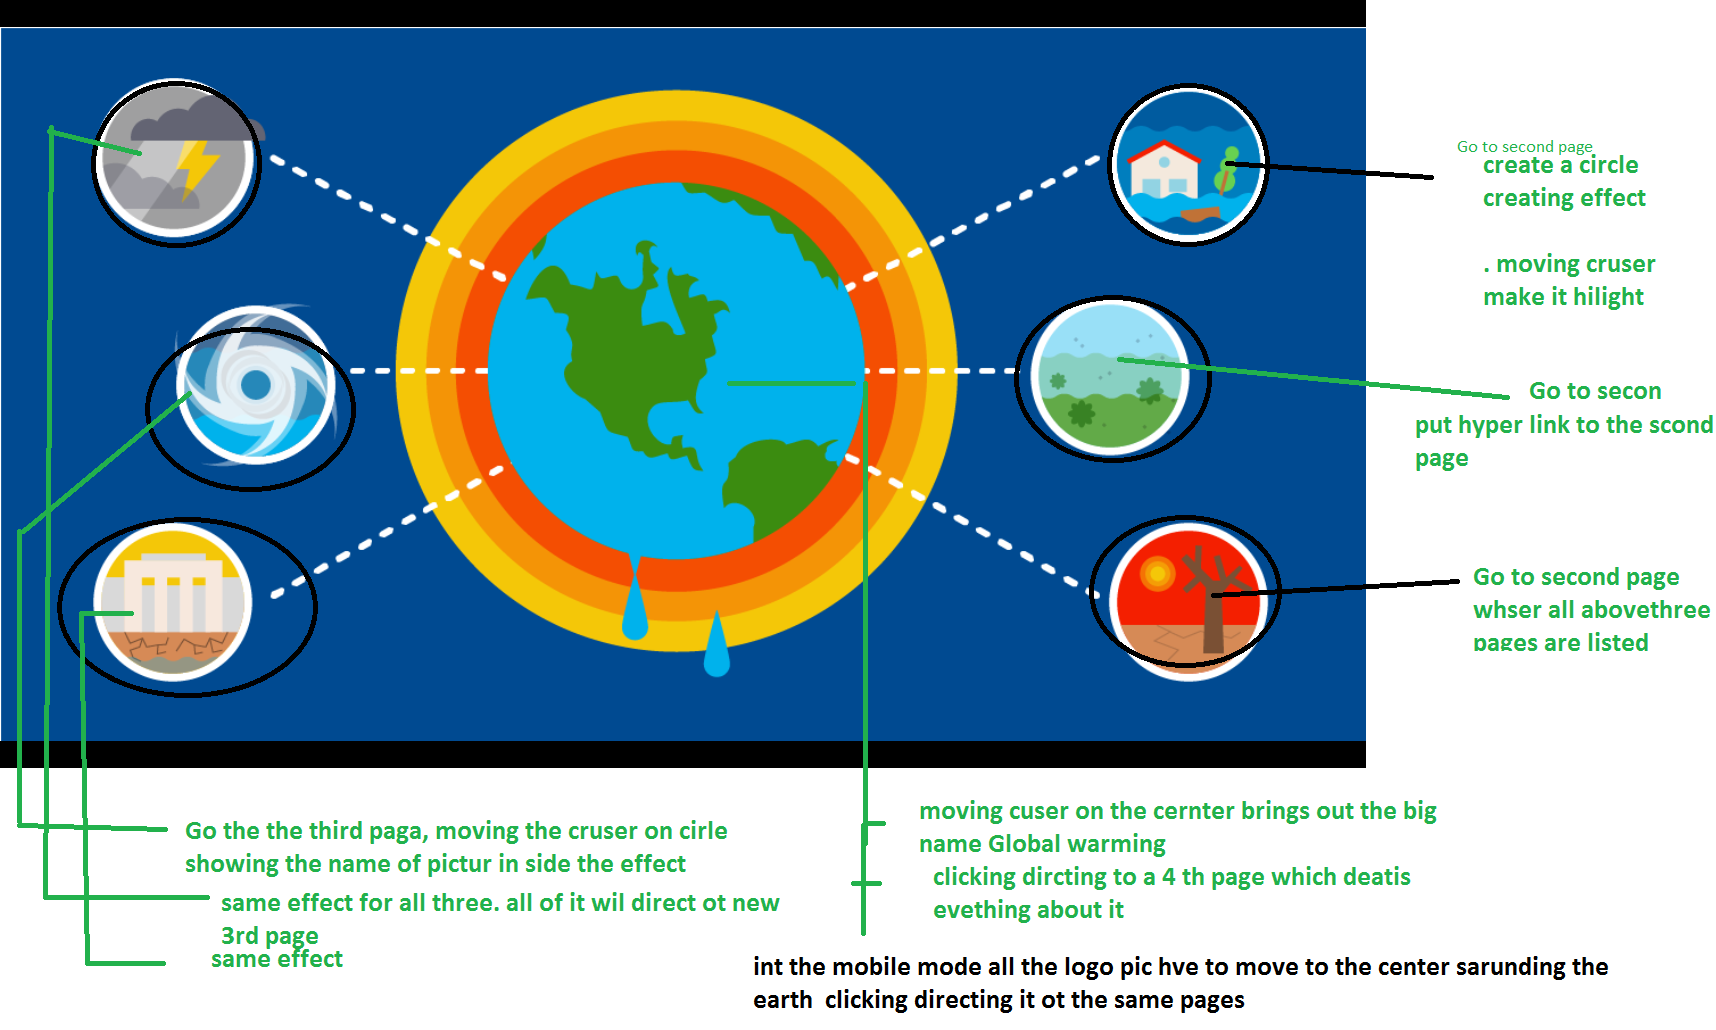 Go to second page
create a circle
creating effect
. moving cruser
make it hilight
Go to secon
put hyper link to the scond
page
Go to second page
whser all abovethree
pages are listed
Go the the third paga, moving the cruser on cirle
showing the name of pictur in side the effect
same effect for all three. all of it wil direct ot new
3rd page
same effect
moving cuser on the cernter brings out the big
name Global warming
clicking dircting to a 4 th page which deatis
evething about it
int the mobile mode all the logo pic hve to move to the center sarunding the
earth clicking directing it ot the same pages